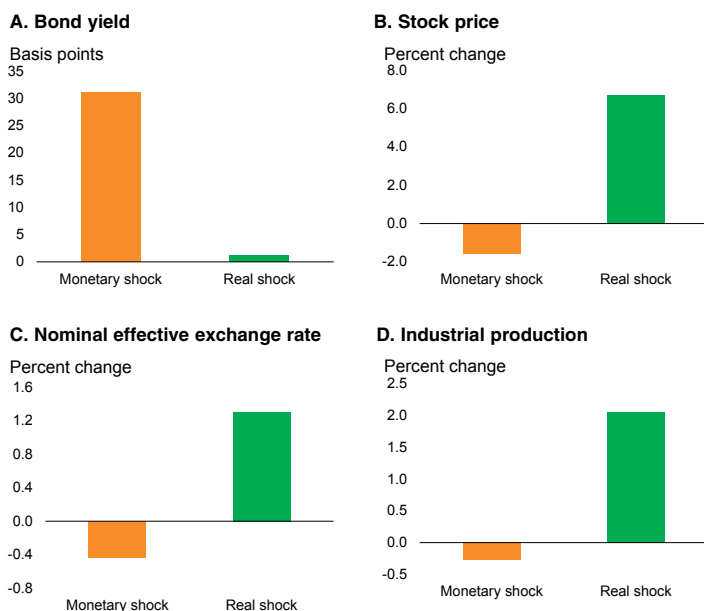 A. Bond yield
Basis points
35
30
25
20
15
10
5
0
Monetary shock Real shock
B. Stock price
Percent change
8.0
6.0
4.0
2.0
0.0
-2.0
Monetary shock Real shock
C. Nominal effective exchange rate
Percent change
1.6
1.2
0.8
0.4
0.0
-0.4
-0.8
Monetary shock Real shock
D. Industrial production
Percent change
2.5
2.0
1.5
1.0
0.5
0.0
-0.5
Monetary shock Real shock